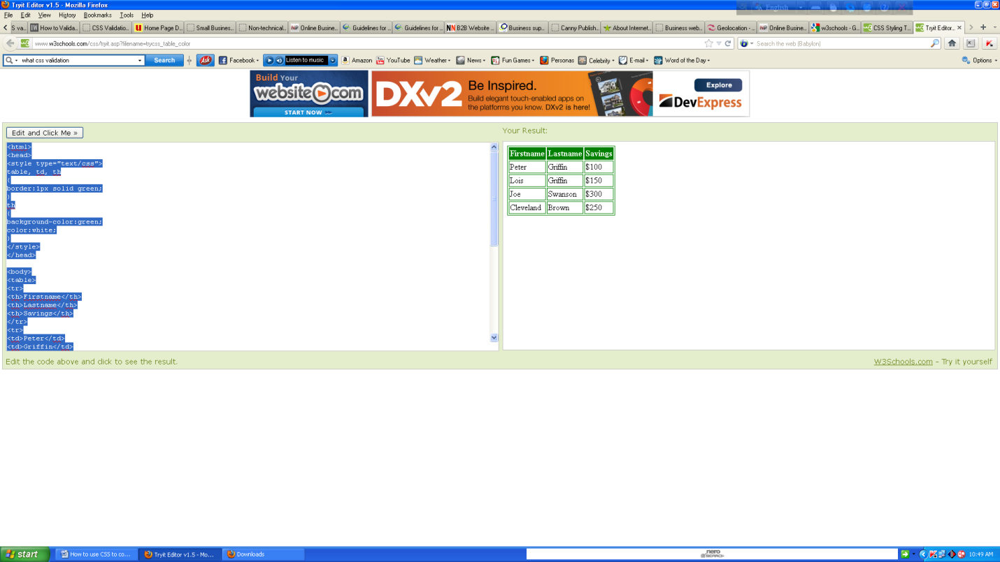 Tryit Editor v1.5 - Mozilla Firefox
English
File Edit View History Bookmarks Tools Help
S va.. How to Valida.. CSS Validatio.. Home Page D.. Small Busines.. Non-technical.. Online Busine.. Guidelines for .. Guidelines for .. B2B Website .. Business sup.. Canny Publish.. About Internet.. Business web.. Geolocation - .. Online Busine.. w3schools - G.. CSS Styling T.. Tryit Editor..
www.w3schools.com/css/tryit.asp?filename=trycss_table_color
Search the web (Babylon)
what css validation Search Ask Facebook Listen to music Amazon YouTube Weather News Fun Games Personas Celebrity E-mail Word of the Day Options
Build Your
website com
START NOW
DXv2
Be Inspired.
Build elegant touch-enabled apps on
the platforms you know. DXv2 is here!
Explore
DevExpress
Edit and Click Me »
Your Result:
<html>
<head>
<style type="text/css">
table, td, th
{
border:1px solid green;
}
th
{
background-color:green;
color:white;
}
</style>
</head>
<body>
<table>
<tr>
<th>Firstname</th>
<th>Lastname</th>
<th>Savings</th>
</tr>
<tr>
<td>Peter</td>
<td>Griffin</td>
Firstname Lastname Savings
Peter Griffin $100
Lois Griffin $150
Joe Swanson $300
Cleveland Brown $250
Edit the code above and click to see the result.
W3Schools.com - Try it yourself
start How to use CSS to co... Tryit Editor v1.5 - Mo... Downloads nero SEARCH 10:49 AM